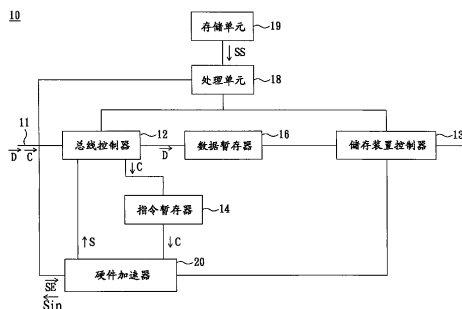 10
存储单元 19
↓SS
处理单元 18
11
12
16
13
D C
总线控制器
D
数据暂存器
储存装置控制器
↓C
指令暂存器 14
↑S
↓C
20
硬件加速器
SE
Sin